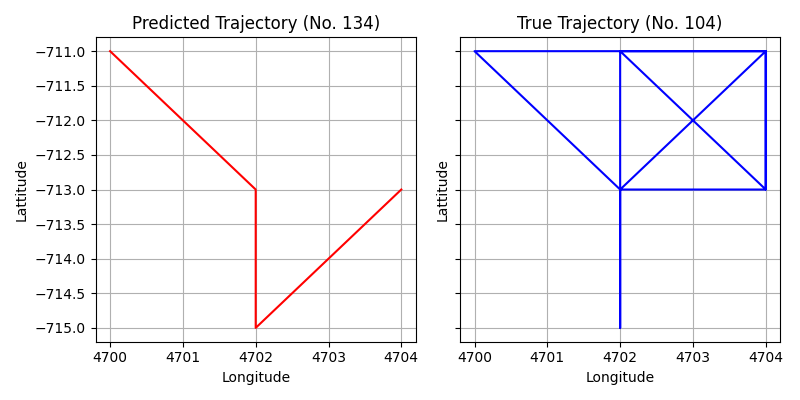 Predicted Trajectory (No. 134)
True Trajectory (No. 104)
−711.0
−711.5
−712.0
−712.5
−713.0
−713.5
−714.0
−714.5
−715.0
Lattitude
Lattitude
4700 4701 4702 4703 4704
4700 4701 4702 4703 4704
Longitude
Longitude